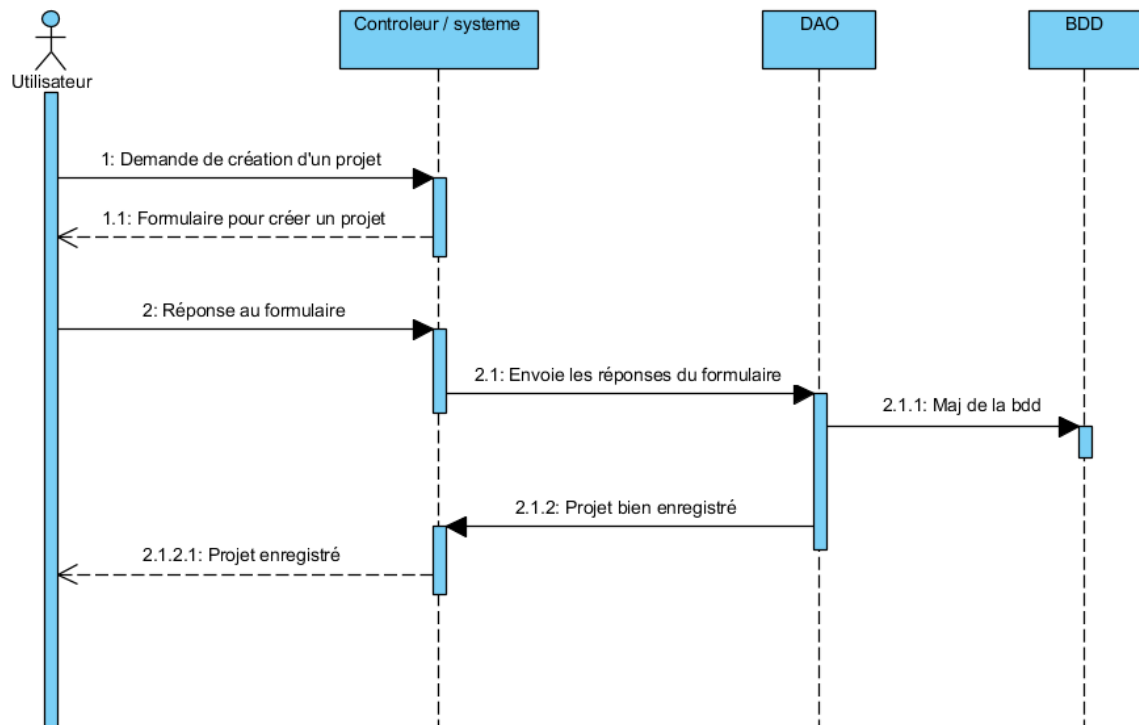 Controleur / systeme
DAO
BDD
Utilisateur
1: Demande de création d'un projet
1.1: Formulaire pour créer un projet
2: Réponse au formulaire
2.1: Envoie les réponses du formulaire
2.1.1: Maj de la bdd
2.1.2: Projet bien enregistré
2.1.2.1: Projet enregistré